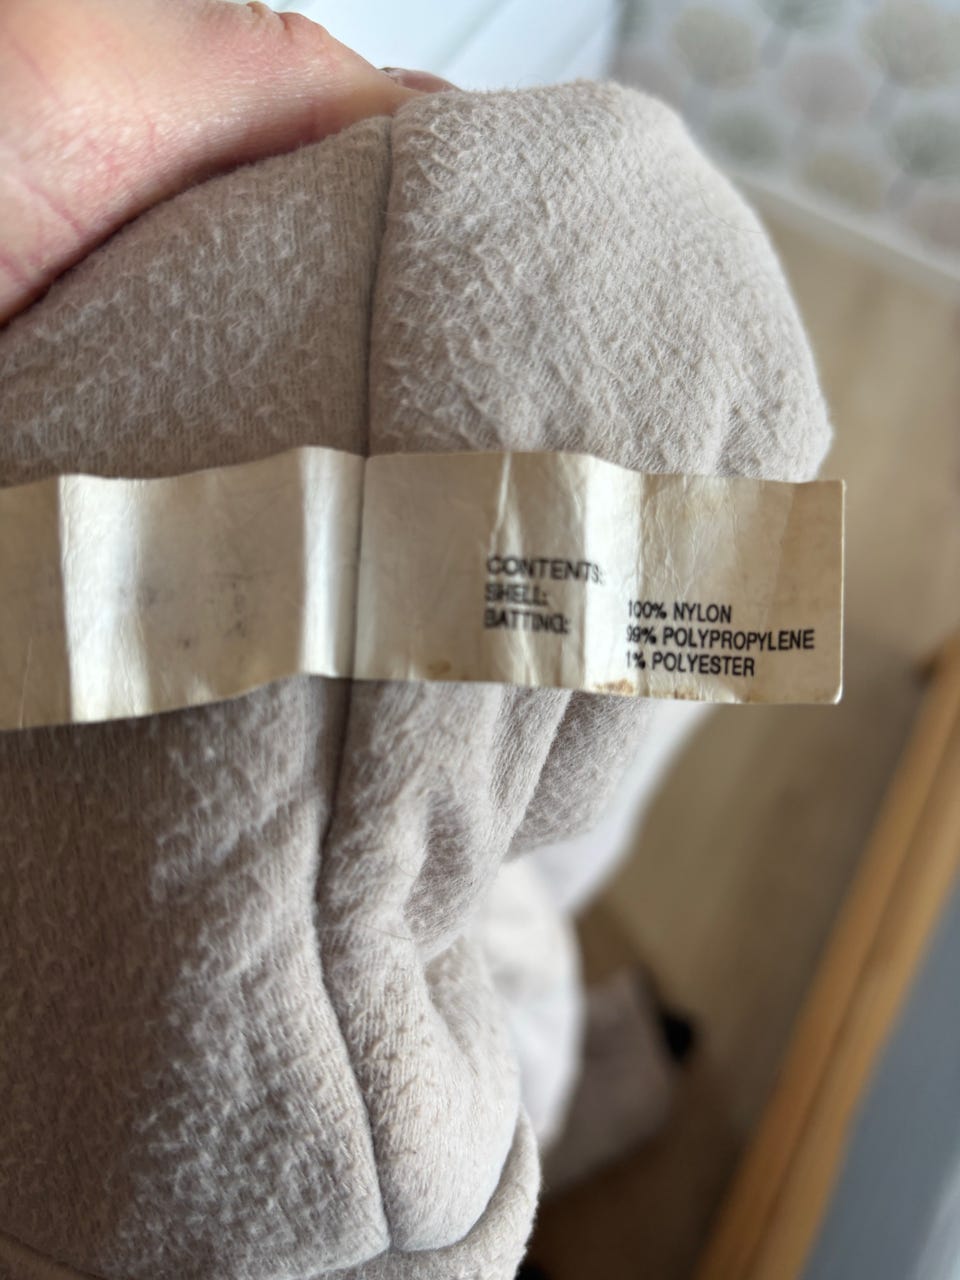 CONTENTS:
SHELL: 100% NYLON
BATTING: 99% POLYPROPYLENE
1% POLYESTER